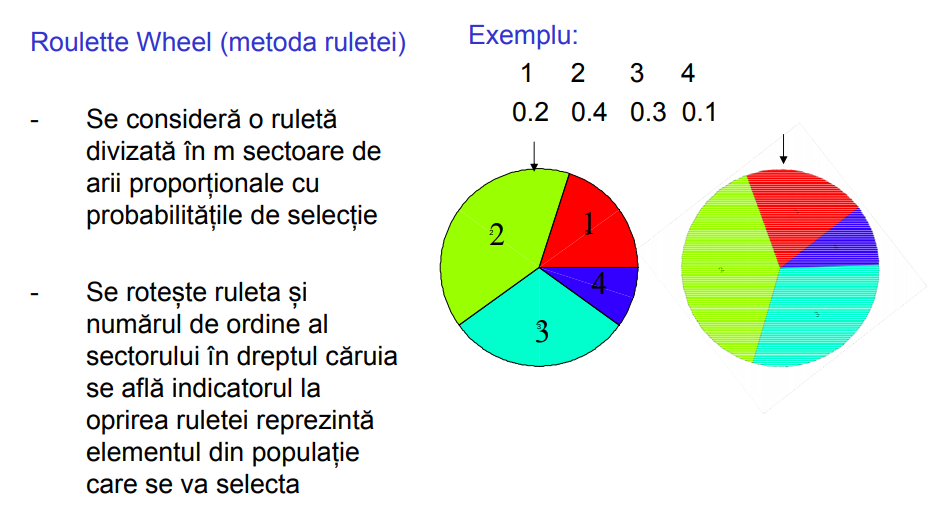 Roulette Wheel (metoda ruletei)
- Se consideră o ruletă
divizată în m sectoare de
arii proporționale cu
probabilitățile de selecție
- Se rotește ruleta și
numărul de ordine al
sectorului în dreptul căruia
se află indicatorul la
oprirea ruletei reprezintă
elementul din populație
care se va selecta
Exemplu:
1 2 3 4
0.2 0.4 0.3 0.1
2
1
4
3